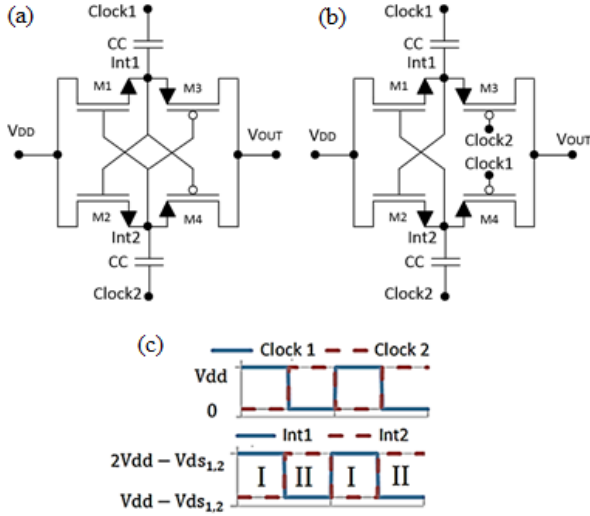 (a)
Clock1
CC
Int1
M1
M3
VDD
VOUT
M2
M4
Int2
CC
Clock2
(b)
Clock1
CC
Int1
M1
M3
Clock2
VDD
VOUT
Clock1
M2
M4
Int2
CC
Clock2
(c)
Clock 1 Clock 2
Vdd
0
Int1 Int2
2Vdd − Vds1,2
I II I II
Vdd − Vds1,2